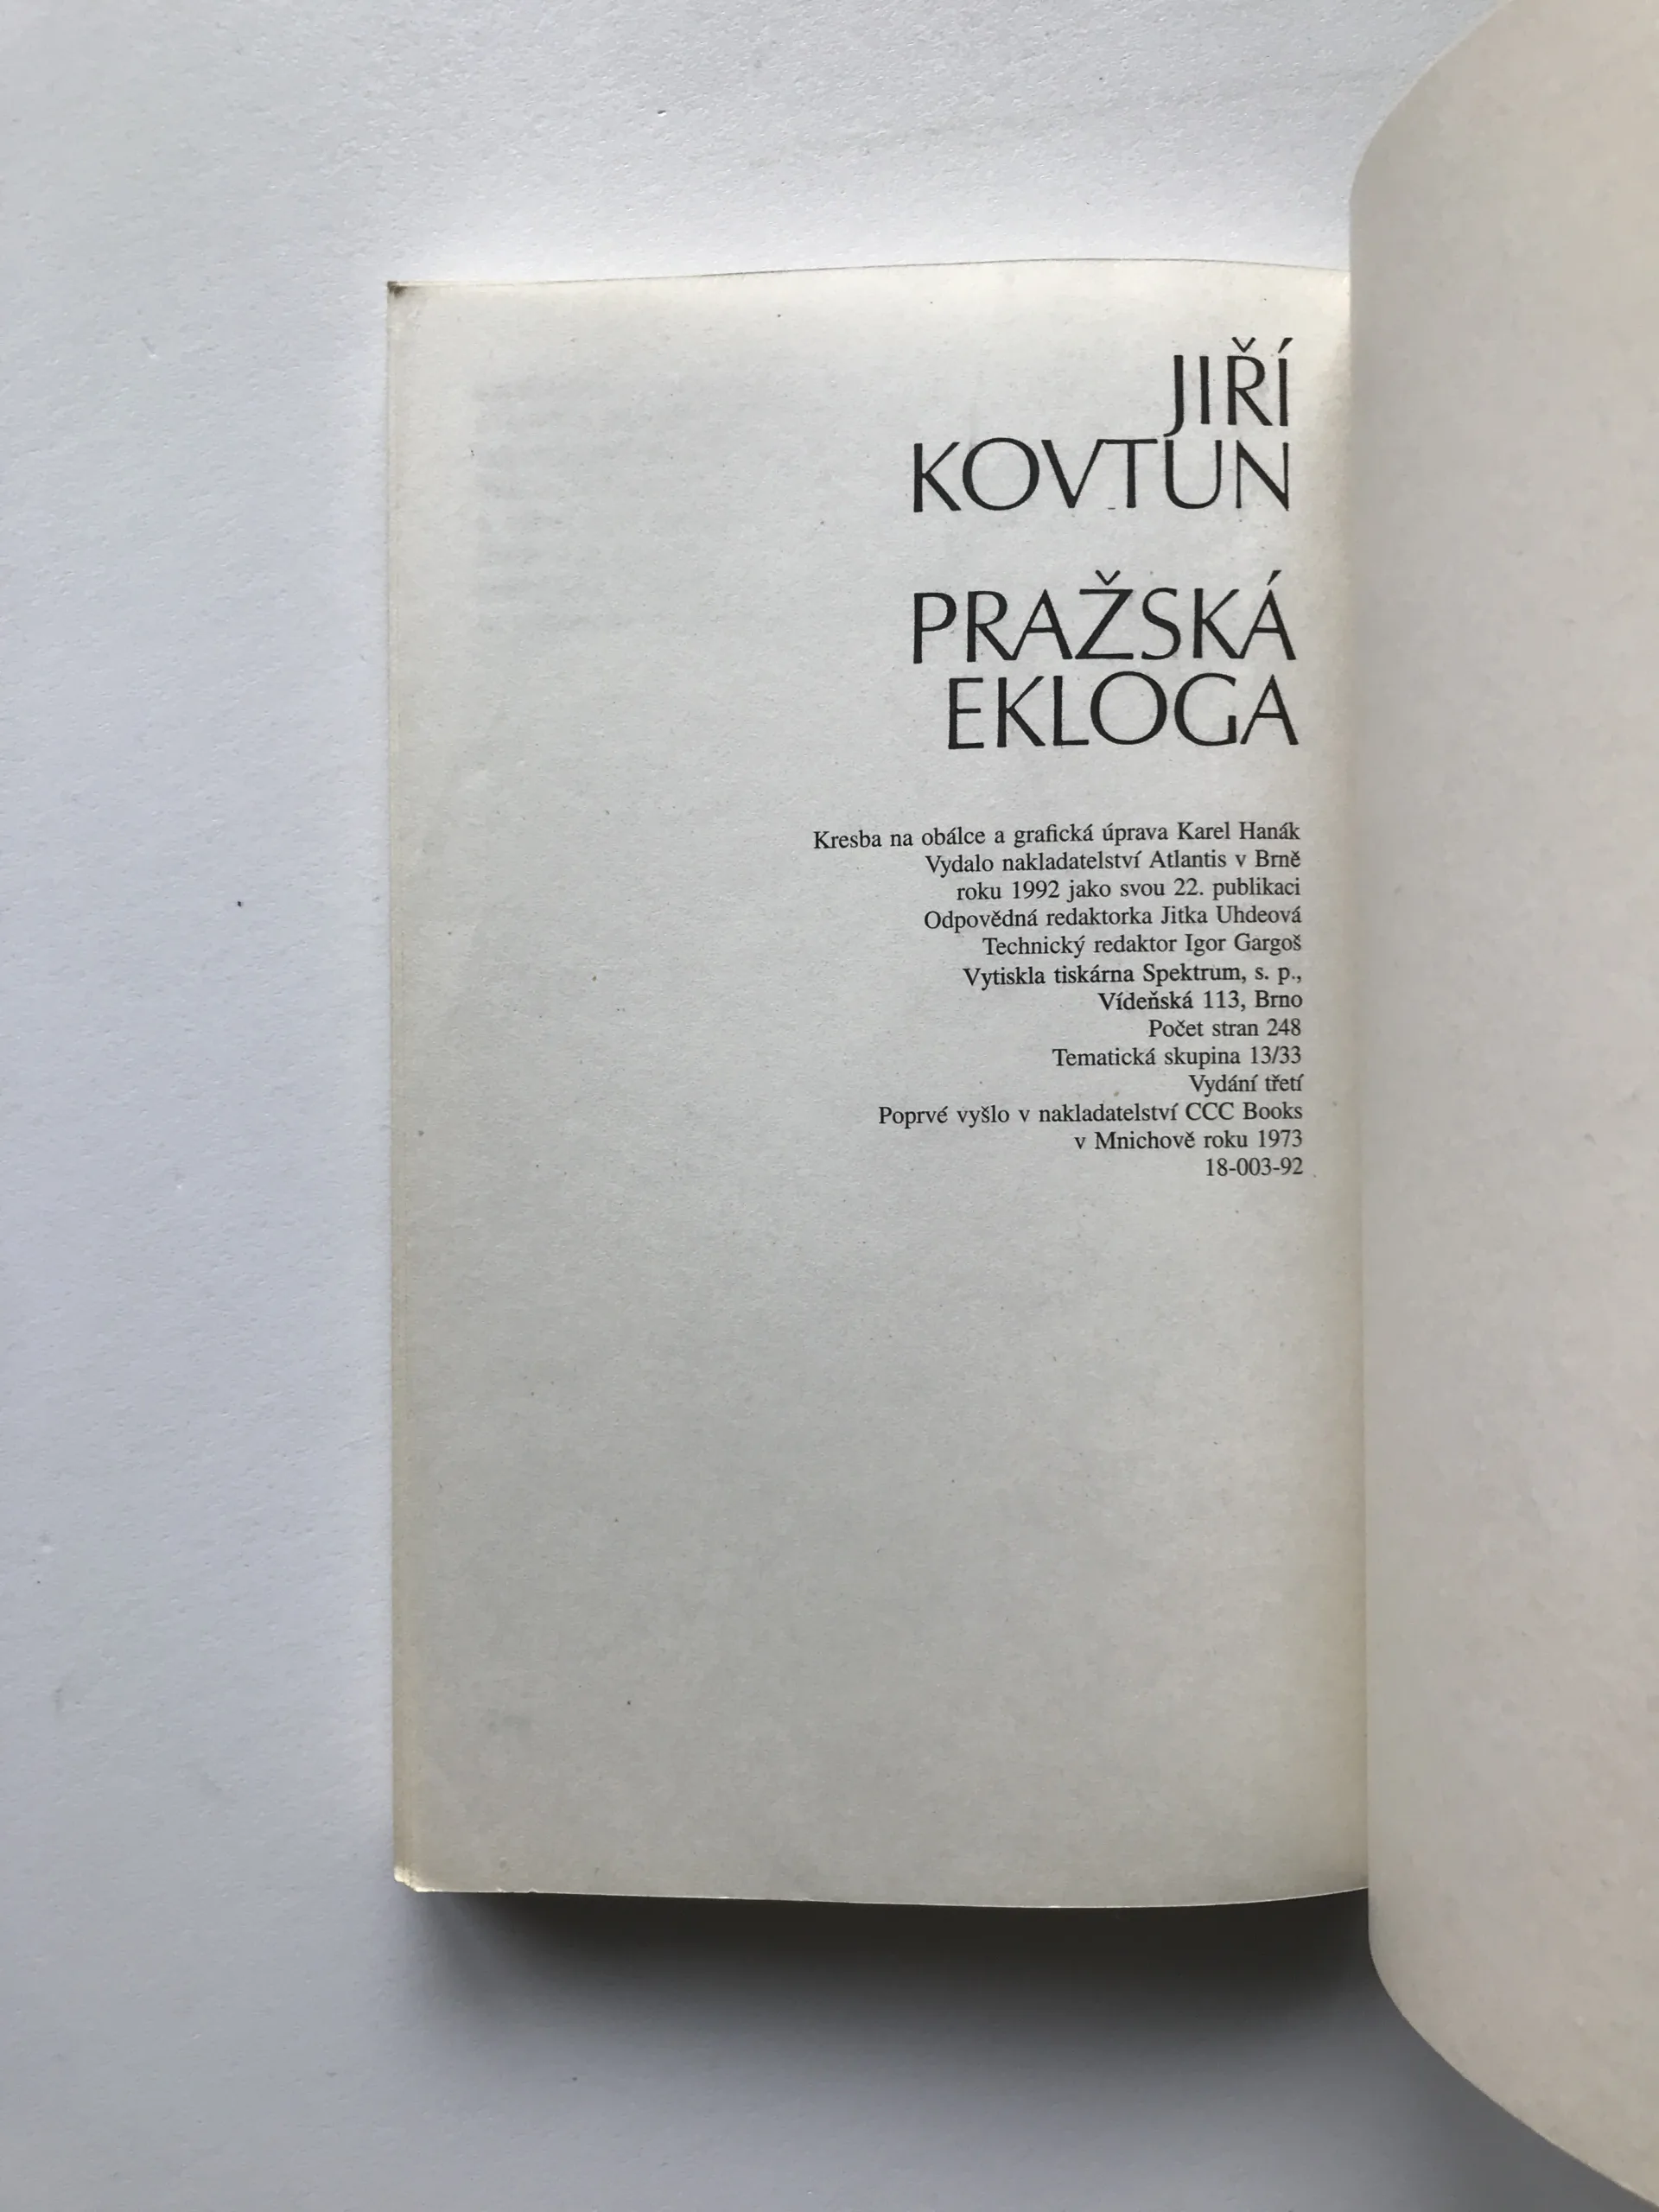 JIŘÍ
KOVTUN
PRAŽSKÁ
EKLOGA
Kresba na obálce a grafická úprava Karel Hanák
Vydalo nakladatelství Atlantis v Brně
roku 1992 jako svou 22. publikaci
Odpovědná redaktorka Jitka Uhdeová
Technický redaktor Igor Gargoš
Vytiskla tiskárna Spektrum, s. p.,
Vídeňská 113, Brno
Počet stran 248
Tematická skupina 13/33
Vydání třetí
Poprvé vyšlo v nakladatelství CCC Books
v Mnichově roku 1973
18-003-92